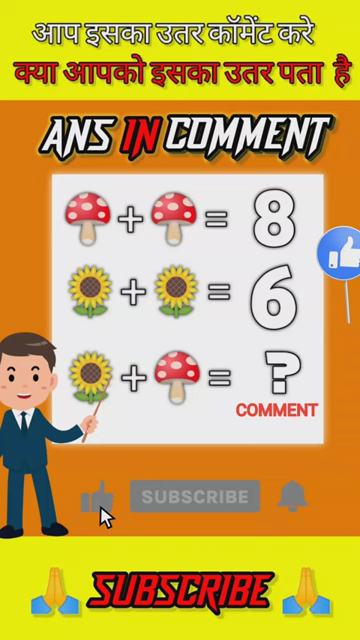 आप इसका उतर कॉमेंट करे
क्या आपको इसका उतर पता है
ANS IN COMMENT
+ = 8
+ = 6
+ = ?
COMMENT
SUBSCRIBE
SUBSCRIBE